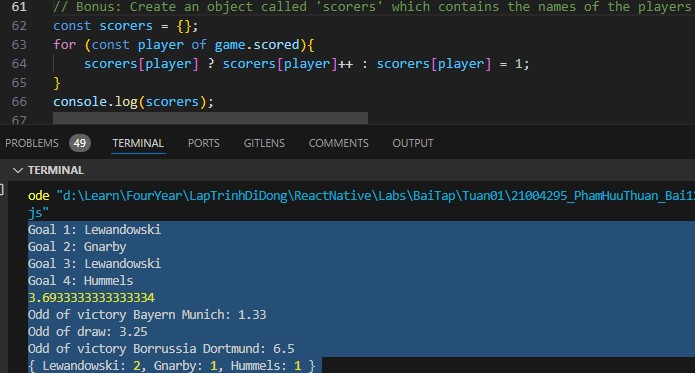 61 // Bonus: Create an object called 'scorers' which contains the names of the players
62 const scorers = {};
63 for (const player of game.scored){
64 scorers[player] ? scorers[player]++ : scorers[player] = 1;
65 }
66 console.log(scorers);
67
PROBLEMS 49 TERMINAL PORTS GITLENS COMMENTS OUTPUT
TERMINAL
ode "d:\Learn\FourYear\LapTrinhDiDong\ReactNative\Labs\BaiTap\Tuan01\21004295_PhamHuuThuan_Bai1
js"
Goal 1: Lewandowski
Goal 2: Gnarby
Goal 3: Lewandowski
Goal 4: Hummels
3.6933333333333334
Odd of victory Bayern Munich: 1.33
Odd of draw: 3.25
Odd of victory Borrussia Dortmund: 6.5
{ Lewandowski: 2, Gnarby: 1, Hummels: 1 }